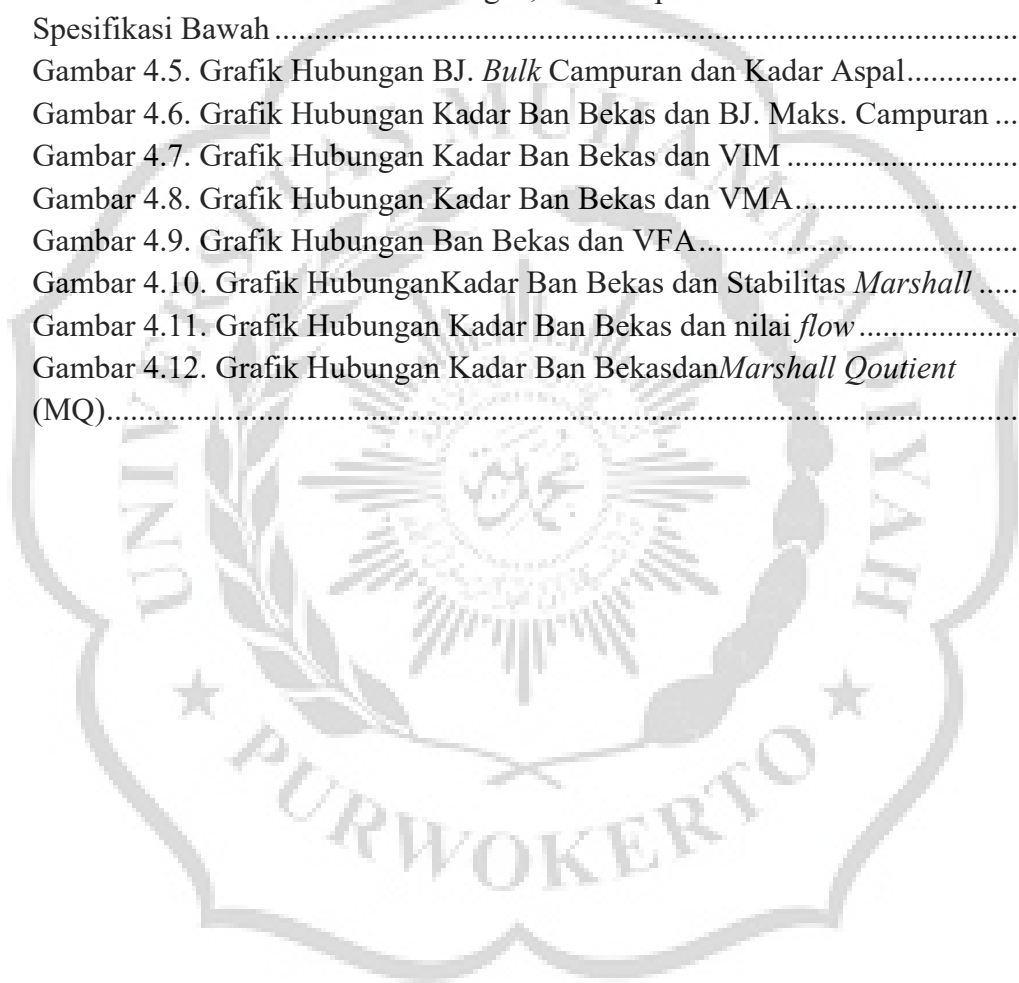 Spesifikasi Bawah ................................................................................................
Gambar 4.5. Grafik Hubungan BJ. Bulk Campuran dan Kadar Aspal..............
Gambar 4.6. Grafik Hubungan Kadar Ban Bekas dan BJ. Maks. Campuran ...
Gambar 4.7. Grafik Hubungan Kadar Ban Bekas dan VIM .............................
Gambar 4.8. Grafik Hubungan Kadar Ban Bekas dan VMA............................
Gambar 4.9. Grafik Hubungan Ban Bekas dan VFA........................................
Gambar 4.10. Grafik HubunganKadar Ban Bekas dan Stabilitas Marshall .....
Gambar 4.11. Grafik Hubungan Kadar Ban Bekas dan nilai flow ....................
Gambar 4.12. Grafik Hubungan Kadar Ban BekasdanMarshall Qoutient
(MQ)....................................................................................................................
UNIVERSITAS MUHAMMADIYAH
PURWOKERTO